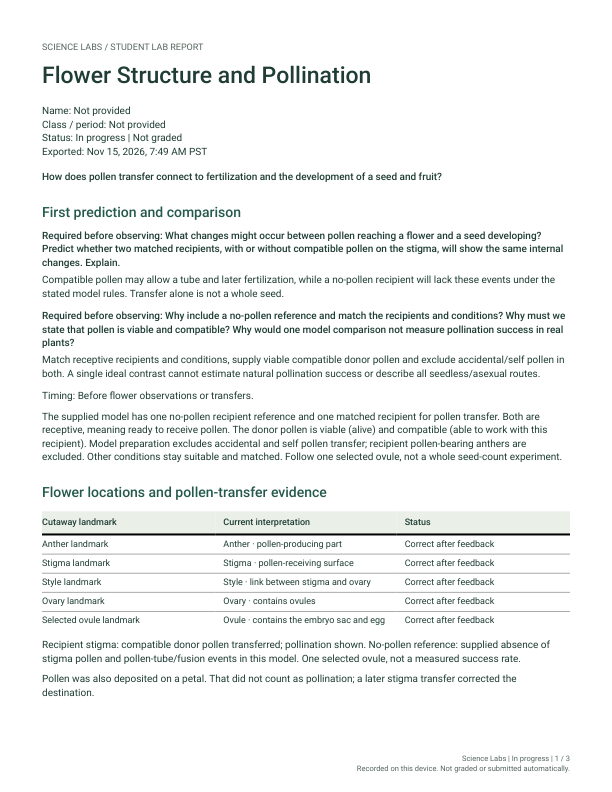 SCIENCE LABS / STUDENT LAB REPORT
Flower Structure and Pollination
Name: Not provided
Class / period: Not provided
Status: In progress | Not graded
Exported: Nov 15, 2026, 7:49 AM PST
How does pollen transfer connect to fertilization and the development of a seed and fruit?
First prediction and comparison
Required before observing: What changes might occur between pollen reaching a flower and a seed developing?
Predict whether two matched recipients, with or without compatible pollen on the stigma, will show the same internal
changes. Explain.
Compatible pollen may allow a tube and later fertilization, while a no-pollen recipient will lack these events under the
stated model rules. Transfer alone is not a whole seed.
Required before observing: Why include a no-pollen reference and match the recipients and conditions? Why must we
state that pollen is viable and compatible? Why would one model comparison not measure pollination success in real
plants?
Match receptive recipients and conditions, supply viable compatible donor pollen and exclude accidental/self pollen in
both. A single ideal contrast cannot estimate natural pollination success or describe all seedless/asexual routes.
Timing: Before flower observations or transfers.
The supplied model has one no-pollen recipient reference and one matched recipient for pollen transfer. Both are
receptive, meaning ready to receive pollen. The donor pollen is viable (alive) and compatible (able to work with this
recipient). Model preparation excludes accidental and self pollen transfer; recipient pollen-bearing anthers are
excluded. Other conditions stay suitable and matched. Follow one selected ovule, not a whole seed-count experiment.
Flower locations and pollen-transfer evidence
Cutaway landmark Current interpretation Status
Anther landmark Anther · pollen-producing part Correct after feedback
Stigma landmark Stigma · pollen-receiving surface Correct after feedback
Style landmark Style · link between stigma and ovary Correct after feedback
Ovary landmark Ovary · contains ovules Correct after feedback
Selected ovule landmark Ovule · contains the embryo sac and egg Correct after feedback
Recipient stigma: compatible donor pollen transferred; pollination shown. No-pollen reference: supplied absence of
stigma pollen and pollen-tube/fusion events in this model. One selected ovule, not a measured success rate.
Pollen was also deposited on a petal. That did not count as pollination; a later stigma transfer corrected the
destination.
Science Labs | In progress | 1 / 3
Recorded on this device. Not graded or submitted automatically.